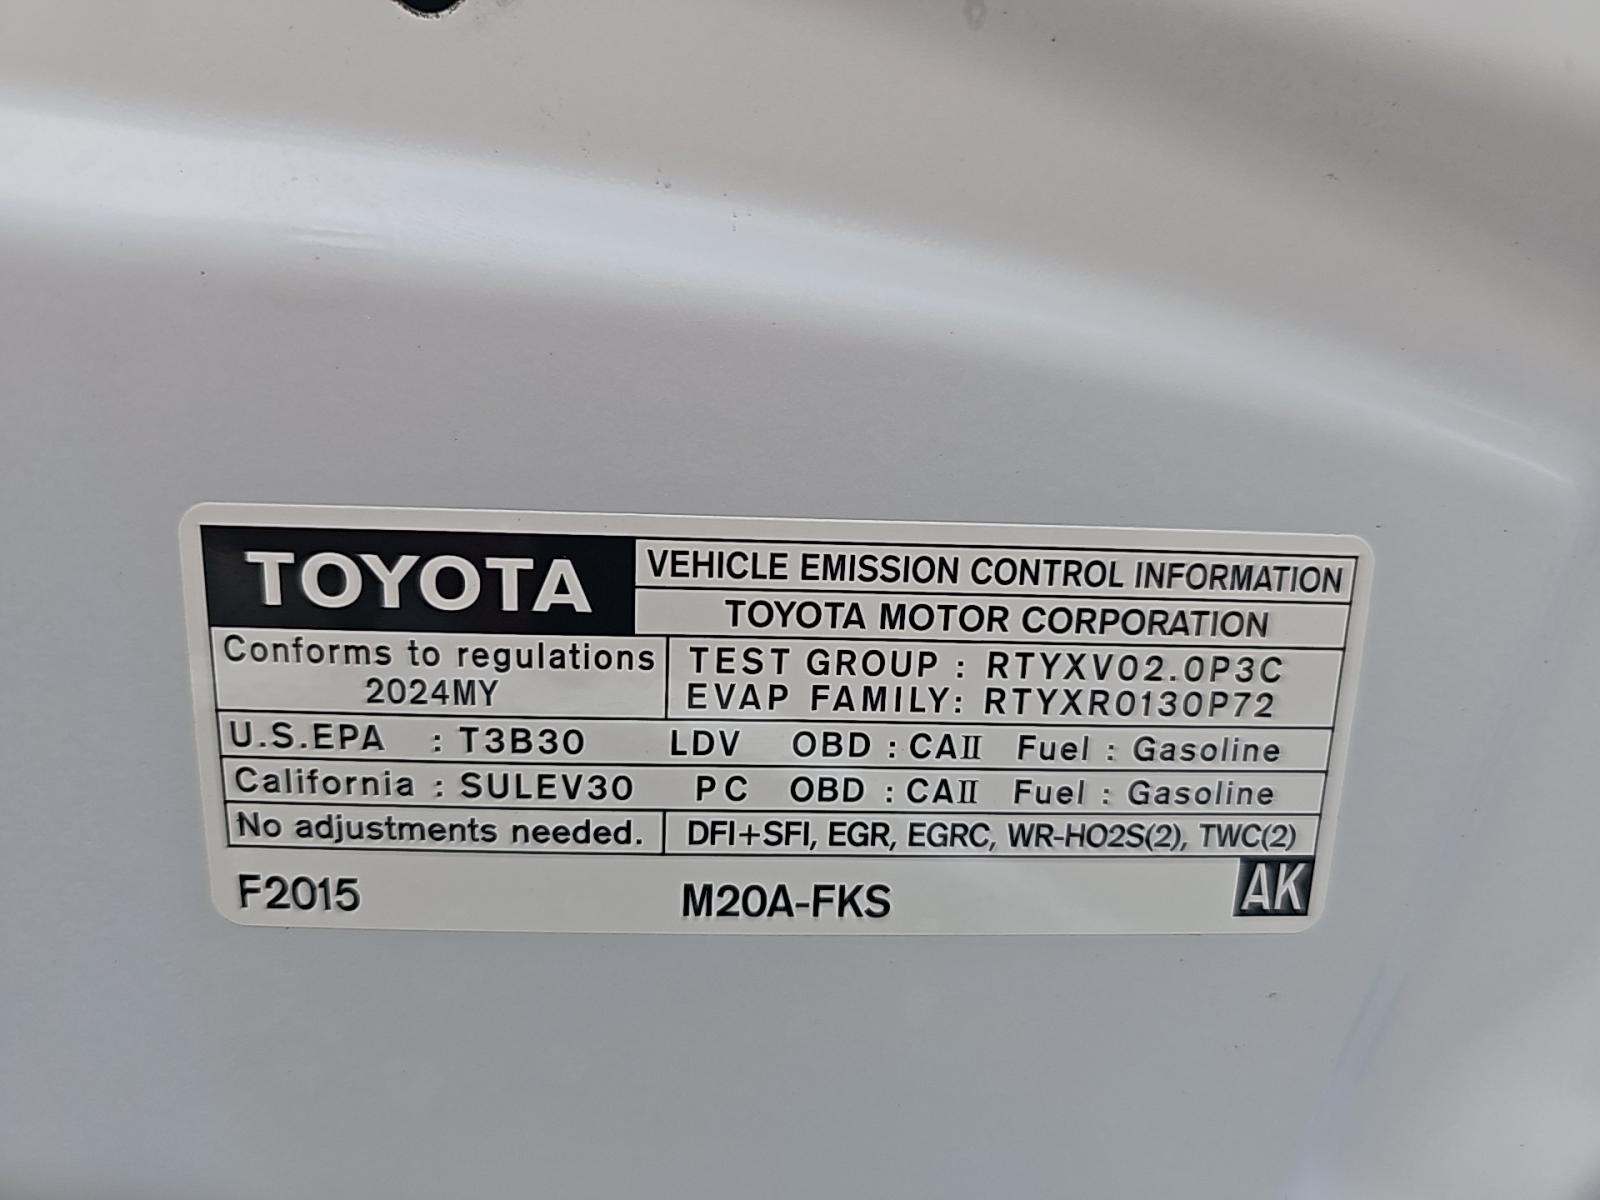 TOYOTA
VEHICLE EMISSION CONTROL INFORMATION
TOYOTA MOTOR CORPORATION
Conforms to regulations
2024MY
TEST GROUP : RTYXV02.0P3C
EVAP FAMILY: RTYXR0130P72
U.S.EPA : T3B30 LDV OBD : CAII Fuel : Gasoline
California : SULEV30 PC OBD : CAII Fuel : Gasoline
No adjustments needed. DFI+SFI, EGR, EGRC, WR-HO2S(2), TWC(2)
F2015 M20A-FKS AK